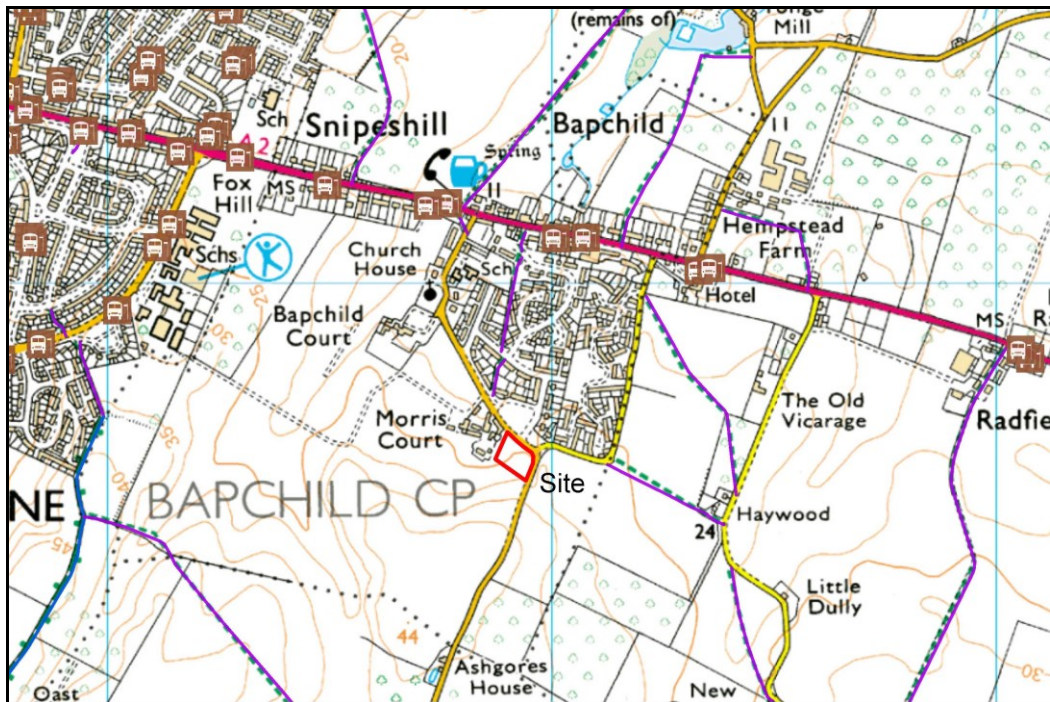 (remains of)
Mill
Sch
Snipeshill
Bapchild
20
A 2
Spring
11
11
Fox
Hill
MS
Schs
Church
House
Sch
Hempstead
Farm
Hotel
25
30
Bapchild
Court
MS
The Old
Vicarage
Morris
Court
Radfie
35
40
45
NE
BAPCHILD CP
Site
Haywood
24
Little
Dully
44
Ashgores
House
30
Oast
New